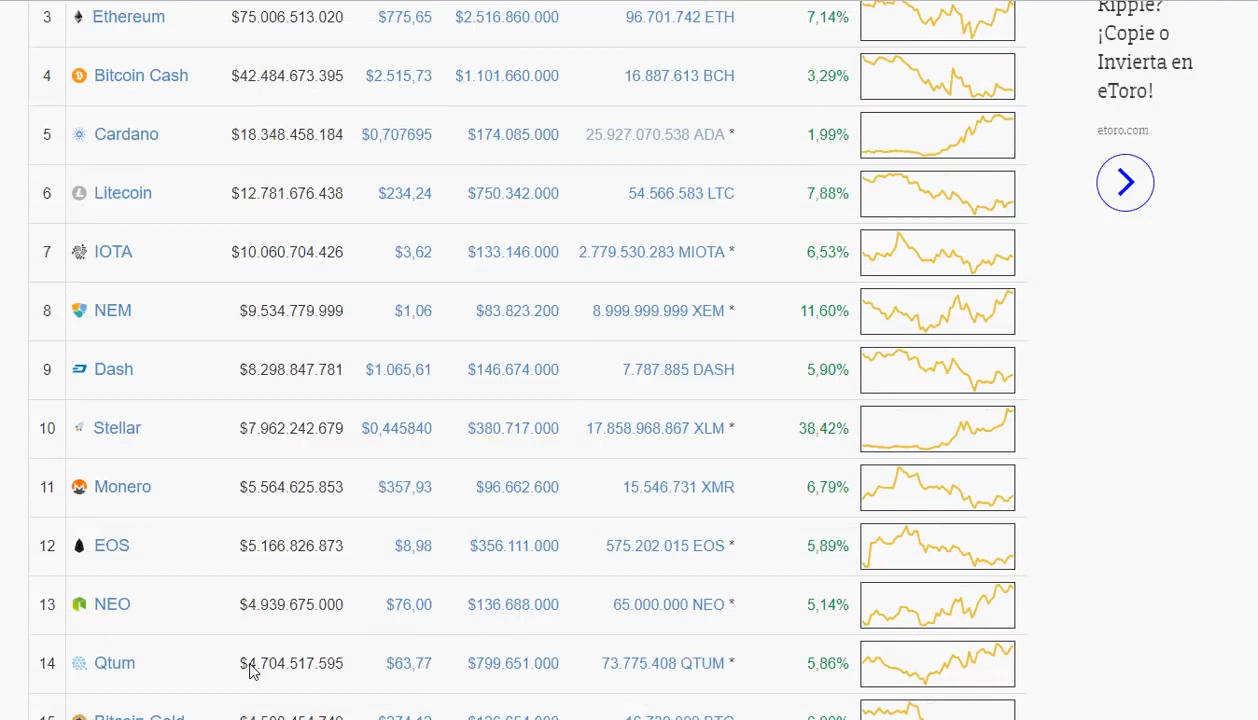 3 Ethereum $75.006.513.020 $775,65 $2.516.860.000 96.701.742 ETH 7,14%
4 Bitcoin Cash $42.484.673.395 $2.515,73 $1.101.660.000 16.887.613 BCH 3,29%
5 Cardano $18.348.458.184 $0,707695 $174.085.000 25.927.070.538 ADA * 1,99%
6 Litecoin $12.781.676.438 $234,24 $750.342.000 54.566.583 LTC 7,88%
7 IOTA $10.060.704.426 $3,62 $133.146.000 2.779.530.283 MIOTA * 6,53%
8 NEM $9.534.779.999 $1,06 $83.823.200 8.999.999.999 XEM * 11,60%
9 Dash $8.298.847.781 $1.065,61 $146.674.000 7.787.885 DASH 5,90%
10 Stellar $7.962.242.679 $0,445840 $380.717.000 17.858.968.867 XLM * 38,42%
11 Monero $5.564.625.853 $357,93 $96.662.600 15.546.731 XMR 6,79%
12 EOS $5.166.826.873 $8,98 $356.111.000 575.202.015 EOS * 5,89%
13 NEO $4.939.675.000 $76,00 $136.688.000 65.000.000 NEO * 5,14%
14 Qtum $4.704.517.595 $63,77 $799.651.000 73.775.408 QTUM * 5,86%
Bitcoin Gold
Ripple?
¡Copie o
Invierta en
eToro!
etoro.com